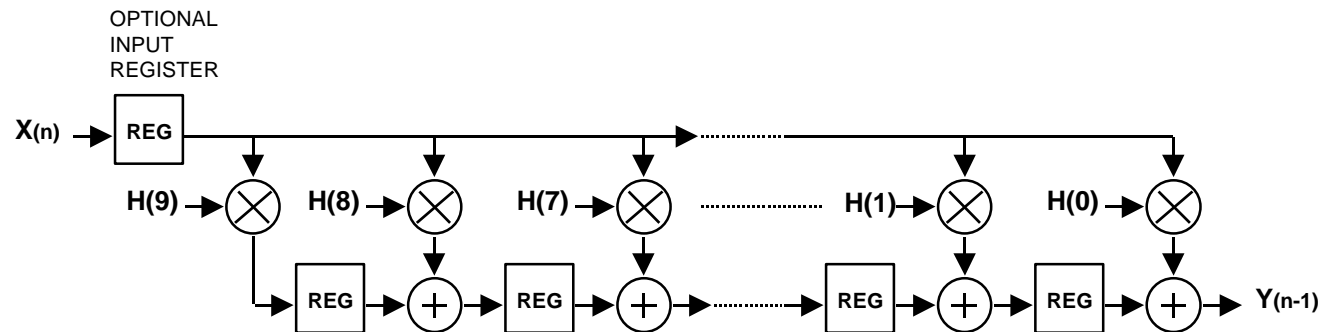 OPTIONAL
INPUT
REGISTER
X(n) REG
H(9) H(8) H(7) H(1) H(0)
REG REG REG REG Y(n-1)